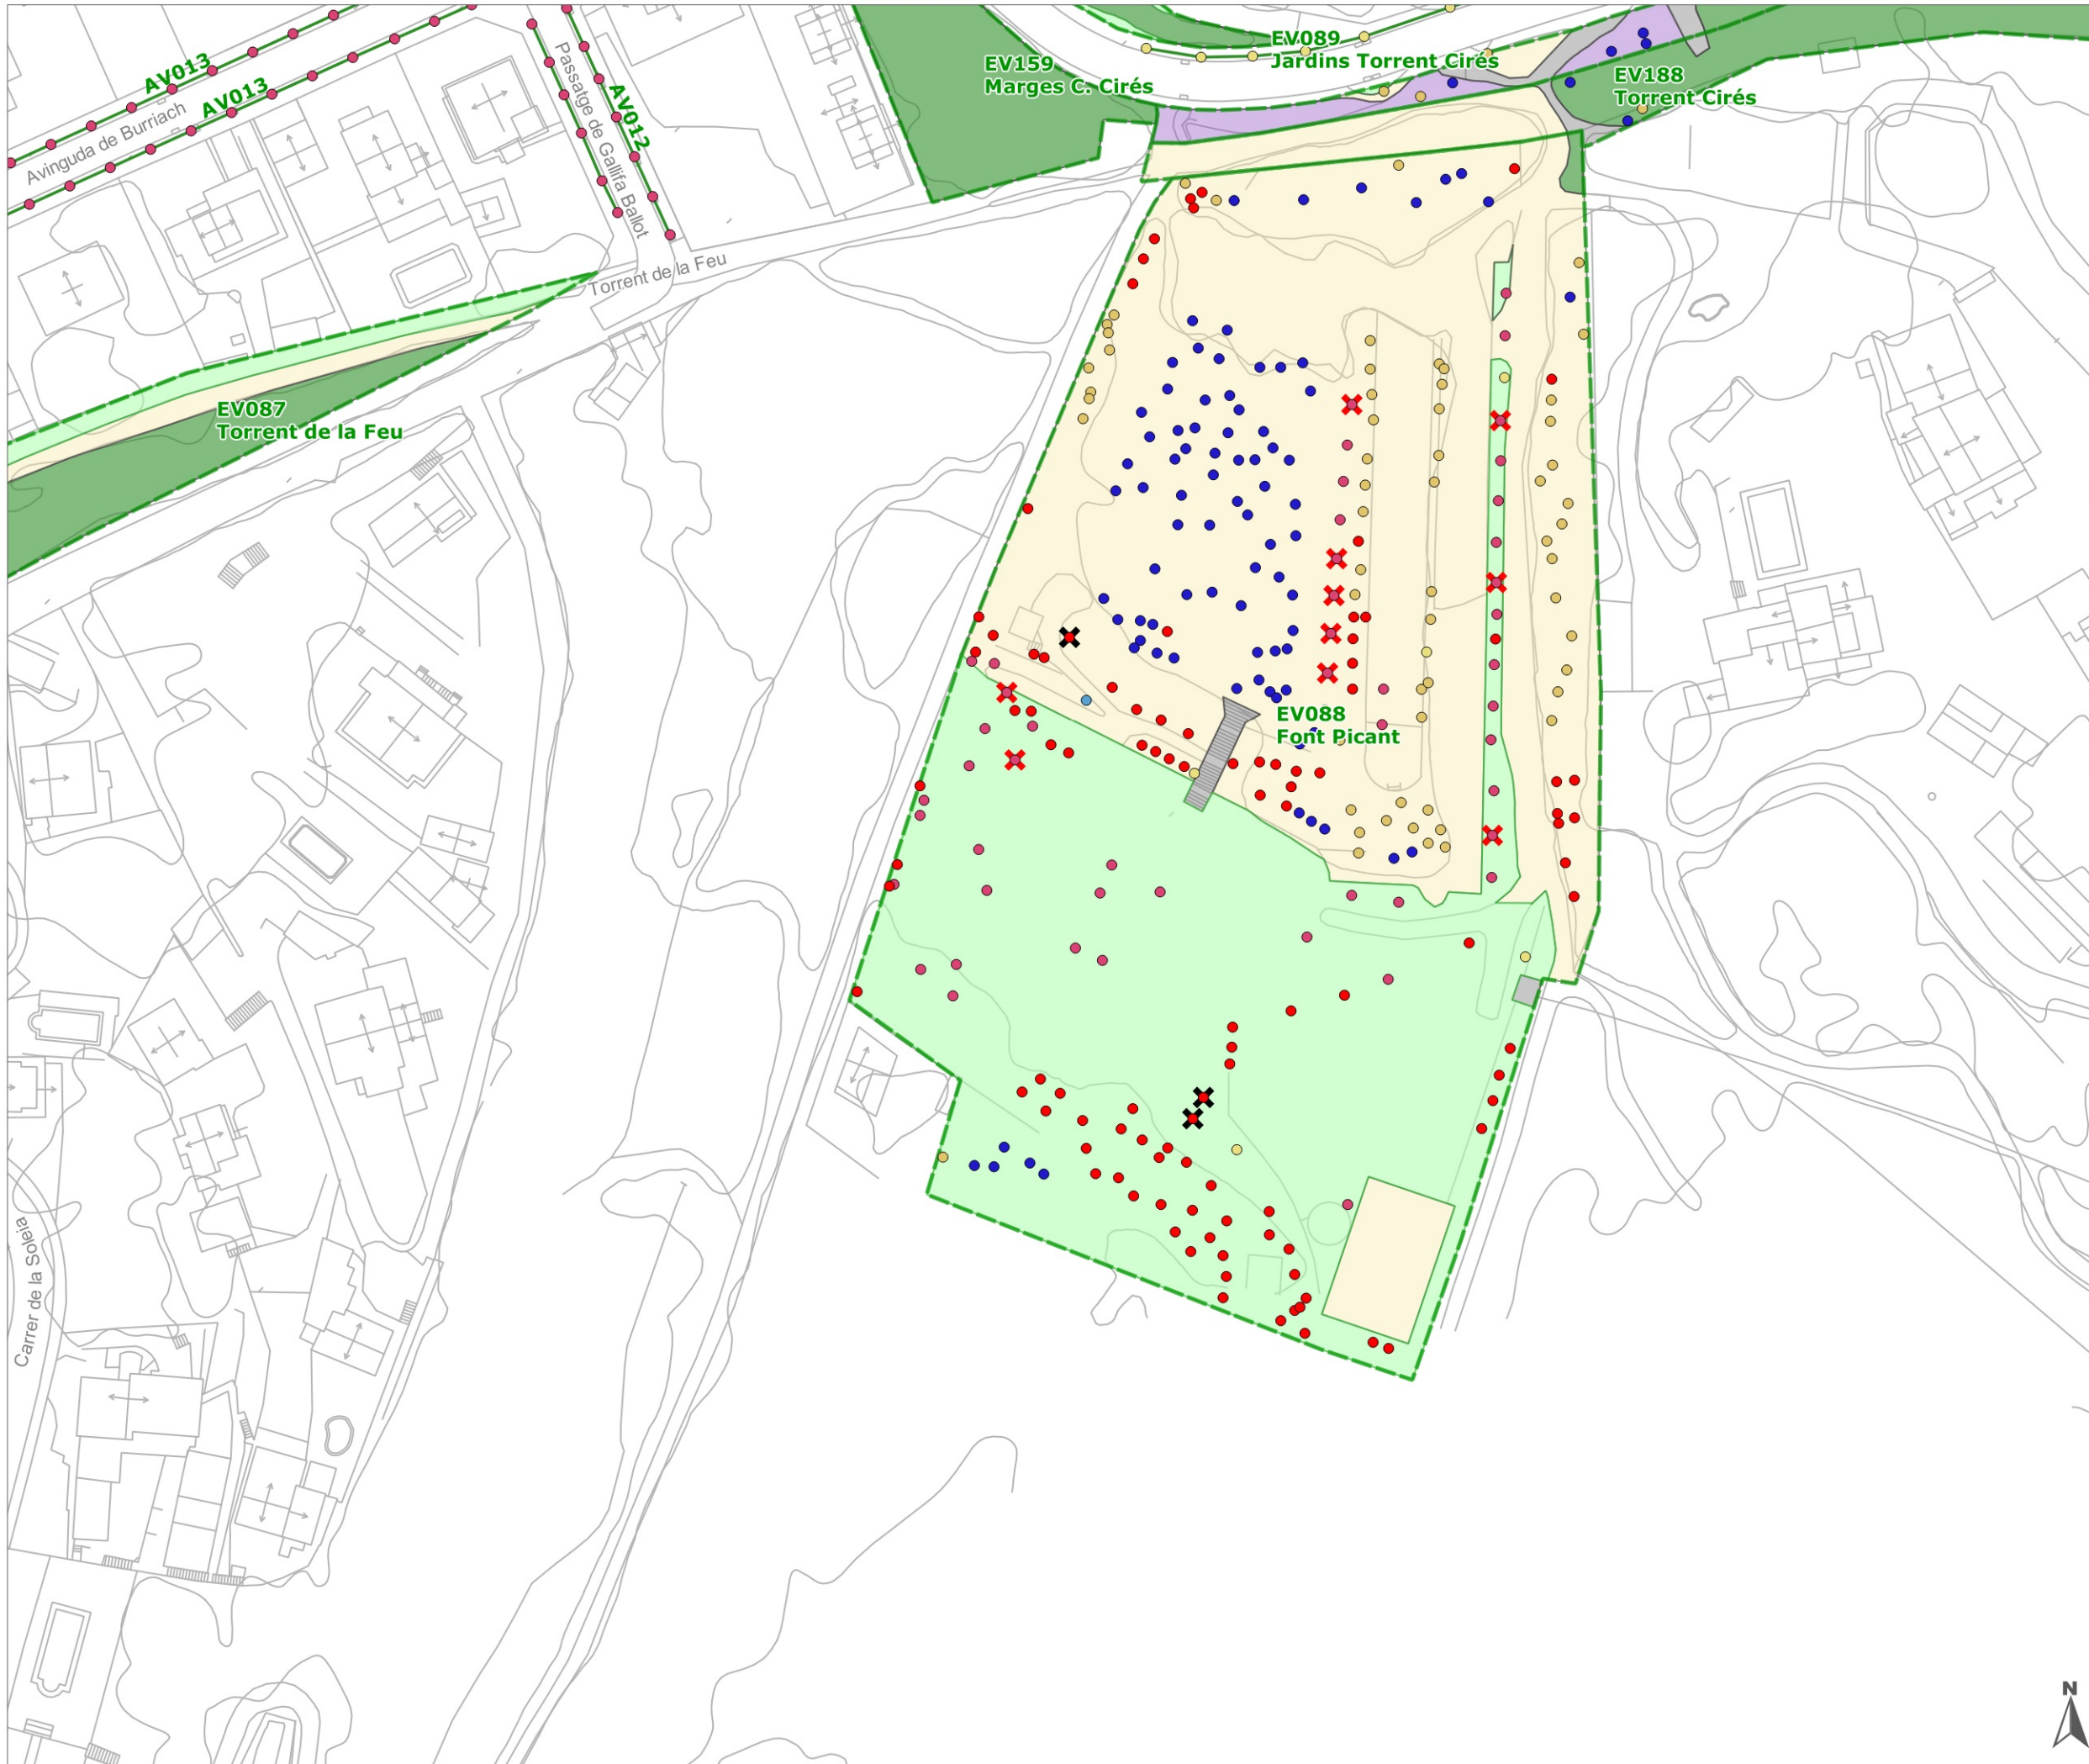 AV013
AV013
Avinguda de Burriach
Passatge de Galifa Ballot
AV012
EV159
Marges C. Cirés
EV089
Jardins Torrent Cirés
EV188
Torrent Cirés
Torrent de la Feu
EV087
Torrent de la Feu
EV088
Font Picant
Carrer de la Soleia
N